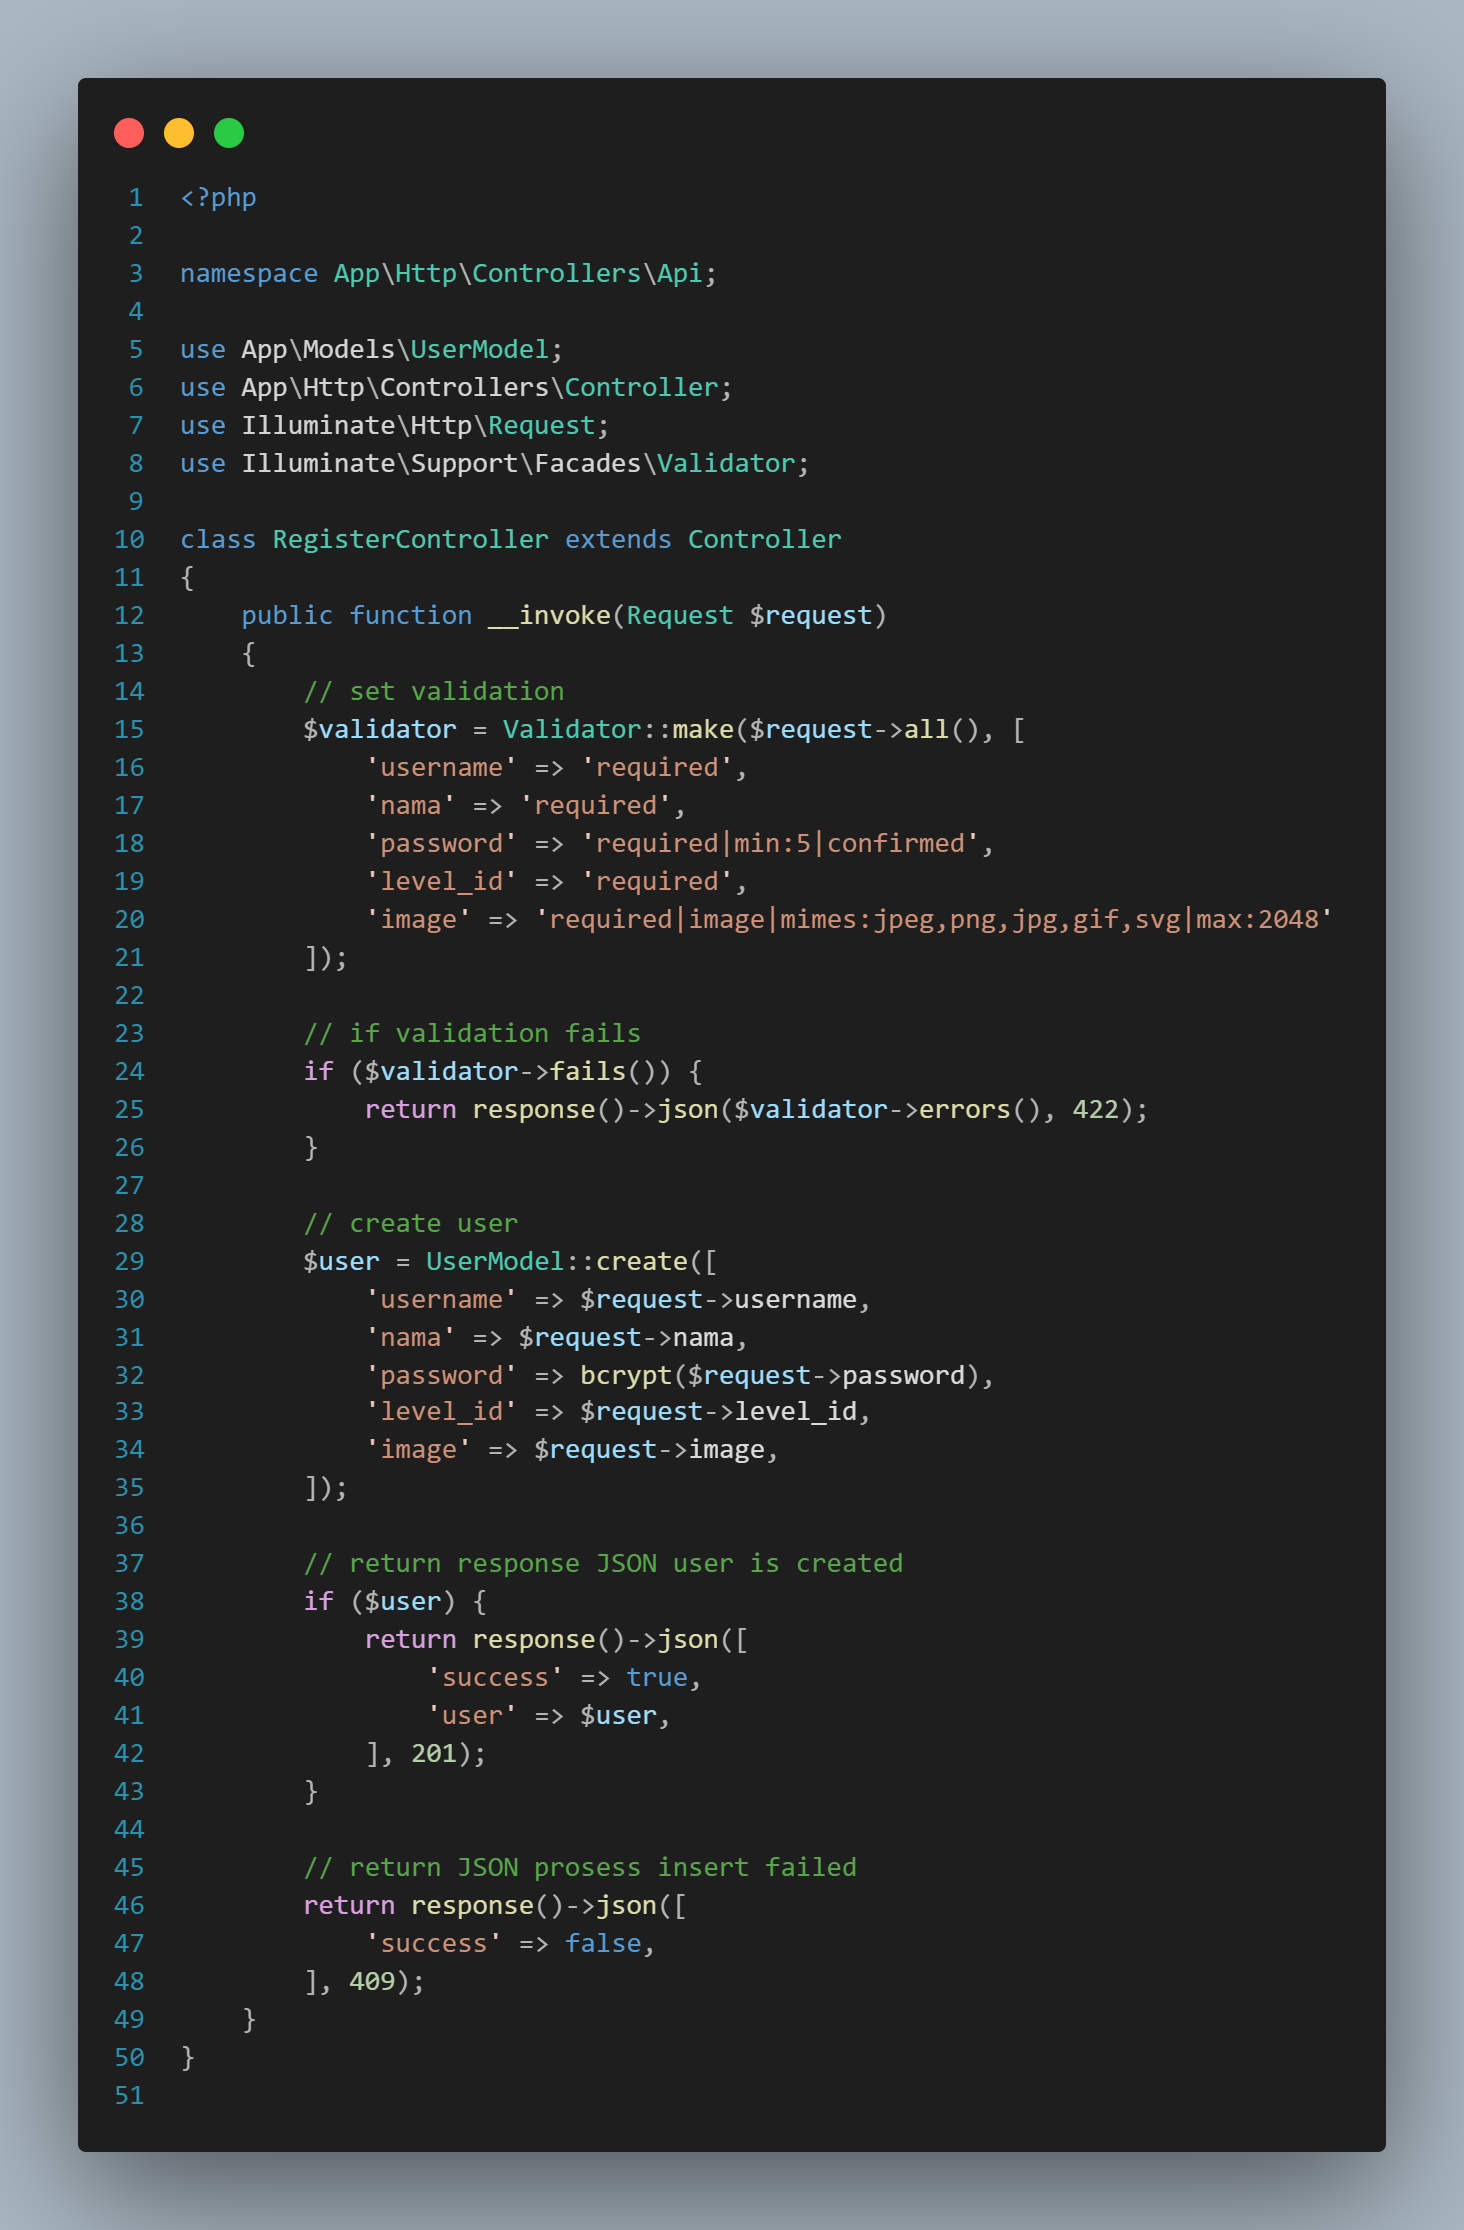 1 <?php
2
3 namespace App\Http\Controllers\Api;
4
5 use App\Models\UserModel;
6 use App\Http\Controllers\Controller;
7 use Illuminate\Http\Request;
8 use Illuminate\Support\Facades\Validator;
9
10 class RegisterController extends Controller
11 {
12     public function __invoke(Request $request)
13     {
14         // set validation
15         $validator = Validator::make($request->all(), [
16             'username' => 'required',
17             'nama' => 'required',
18             'password' => 'required|min:5|confirmed',
19             'level_id' => 'required',
20             'image' => 'required|image|mimes:jpeg,png,jpg,gif,svg|max:2048'
21         ]);
22
23         // if validation fails
24         if ($validator->fails()) {
25             return response()->json($validator->errors(), 422);
26         }
27
28         // create user
29         $user = UserModel::create([
30             'username' => $request->username,
31             'nama' => $request->nama,
32             'password' => bcrypt($request->password),
33             'level_id' => $request->level_id,
34             'image' => $request->image,
35         ]);
36
37         // return response JSON user is created
38         if ($user) {
39             return response()->json([
40                 'success' => true,
41                 'user' => $user,
42             ], 201);
43         }
44
45         // return JSON prosess insert failed
46         return response()->json([
47             'success' => false,
48         ], 409);
49     }
50 }
51